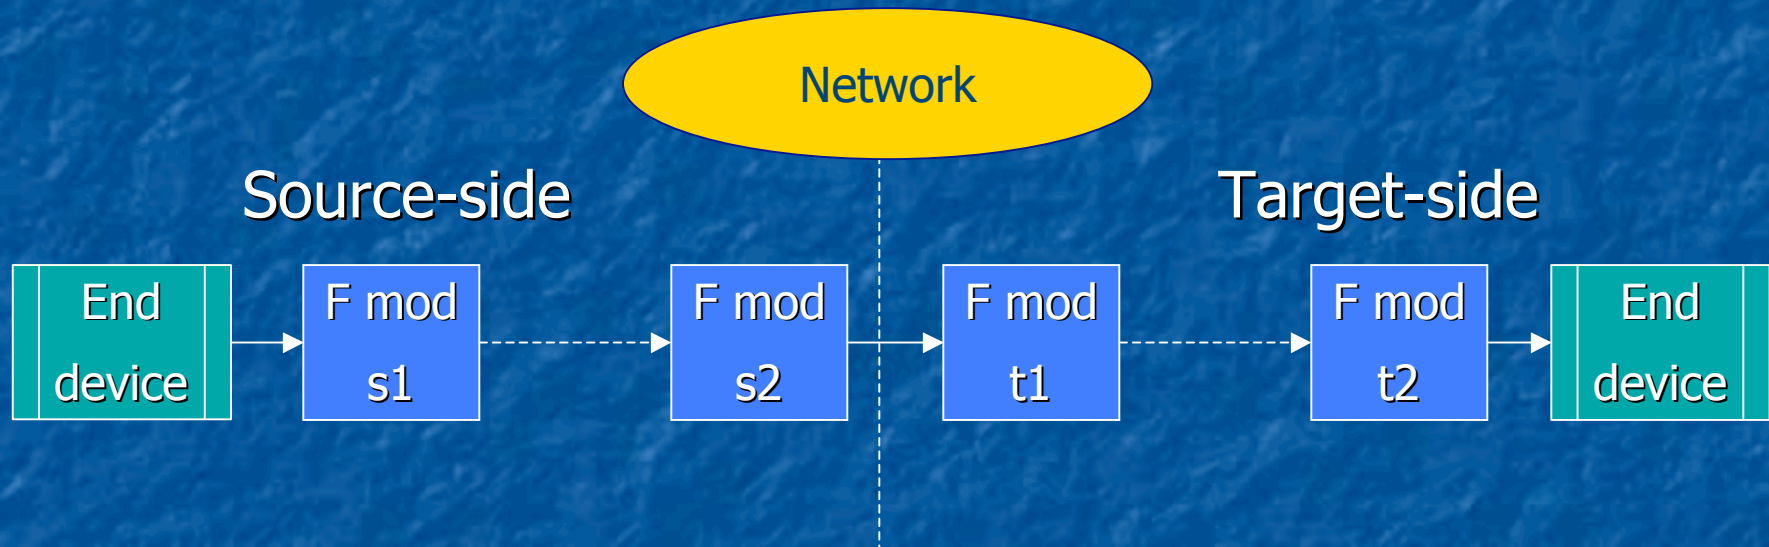 Network
Source-side
Target-side
End
device
F mod
s1
F mod
s2
F mod
t1
F mod
t2
End
device